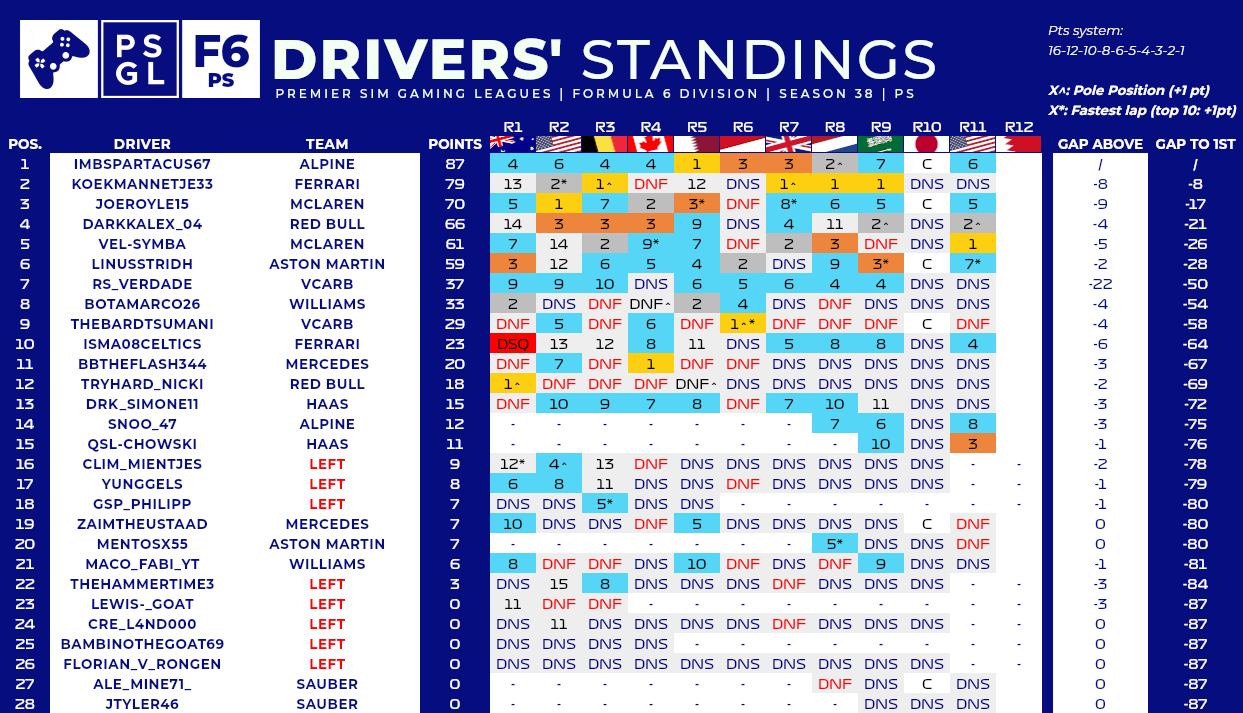 PS GL F6 PS DRIVERS' STANDINGS
PREMIER SIM GAMING LEAGUES | FORMULA 6 DIVISION | SEASON 38 | PS
Pts system:
16-12-10-8-6-5-4-3-2-1
X^: Pole Position (+1 pt)
X*: Fastest lap (top 10: +1pt)
POS. DRIVER TEAM POINTS R1 R2 R3 R4 R5 R6 R7 R8 R9 R10 R11 R12 GAP ABOVE GAP TO 1ST
1 IMBSPARTACUS67 ALPINE 87 4 6 4 4 1 3 3 2^ 7 C 6 / /
2 KOEKMANNETJE33 FERRARI 79 13 2* 1^ DNF 12 DNS 1^ 1 1 DNS DNS -8 -8
3 JOEROYLE15 MCLAREN 70 5 1 7 2 3* DNF 8* 6 5 C 5 -9 -17
4 DARKKALEX_04 RED BULL 66 14 3 3 3 9 DNS 4 11 2^ DNS 2^ -4 -21
5 VEL-SYMBA MCLAREN 61 7 14 2 9* 7 DNF 2 3 DNF DNS 1 -5 -26
6 LINUSSTRIDH ASTON MARTIN 59 3 12 6 5 4 2 DNS 9 3* C 7* -2 -28
7 RS_VERDADE VCARB 37 9 9 10 DNS 6 5 6 4 4 DNS DNS -22 -50
8 BOTAMARCO26 WILLIAMS 33 2 DNS DNF DNF^ 2 4 DNS DNF DNS DNS DNS -4 -54
9 THEBARDTSUMANI VCARB 29 DNF 5 DNF 6 DNF 1^* DNF DNF DNF C DNF -4 -58
10 ISMA08CELTICS FERRARI 23 DSQ 13 12 8 11 DNS 5 8 8 DNS 4 -6 -64
11 BBTHEFLASH344 MERCEDES 20 DNF 7 DNF 1 DNF DNF DNS DNS DNS DNS DNS -3 -67
12 TRYHARD_NICKI RED BULL 18 1^ DNF DNF DNF DNF^ DNS DNS DNS DNS DNS DNS -2 -69
13 DRK_SIMONE11 HAAS 15 DNF 10 9 7 8 DNF 7 10 11 DNS DNS -3 -72
14 SNOO_47 ALPINE 12 - - - - - - - 7 6 DNS 8 -3 -75
15 QSL-CHOWSKI HAAS 11 - - - - - - - - 10 DNS 3 -1 -76
16 CLIM_MIENTJES LEFT 9 12* 4^ 13 DNF DNS DNS DNS DNS DNS DNS - - -2 -78
17 YUNGGELS LEFT 8 6 8 11 DNS DNS DNF DNS DNS DNS DNS - - -1 -79
18 GSP_PHILIPP LEFT 7 DNS DNS 5* DNS DNS - - - - - - - -1 -80
19 ZAIMTHEUSTAAD MERCEDES 7 10 DNS DNS DNF 5 DNS DNS DNS DNS C DNF 0 -80
20 MENTOSX55 ASTON MARTIN 7 - - - - - - - 5* DNS DNS DNF 0 -80
21 MACO_FABI_YT WILLIAMS 6 8 DNF DNF DNS 10 DNF DNS DNF 9 DNS DNS -1 -81
22 THEHAMMERTIME3 LEFT 3 DNS 15 8 DNS DNS DNS DNF DNS DNS DNS - - -3 -84
23 LEWIS-_GOAT LEFT 0 11 DNF DNF - - - - - - - - - -3 -87
24 CRE_L4ND000 LEFT 0 DNS 11 DNS DNS DNS DNS DNF DNS DNS DNS - - 0 -87
25 BAMBINOTHEGOAT69 LEFT 0 DNS DNS DNS DNS - - - - - - - - 0 -87
26 FLORIAN_V_RONGEN LEFT 0 DNS DNS DNS DNS DNS DNS DNS DNS DNS DNS - - 0 -87
27 ALE_MINE71_ SAUBER 0 - - - - - - - DNF DNS C DNS 0 -87
28 JTYLER46 SAUBER 0 - - - - - - - - DNS DNS DNS 0 -87